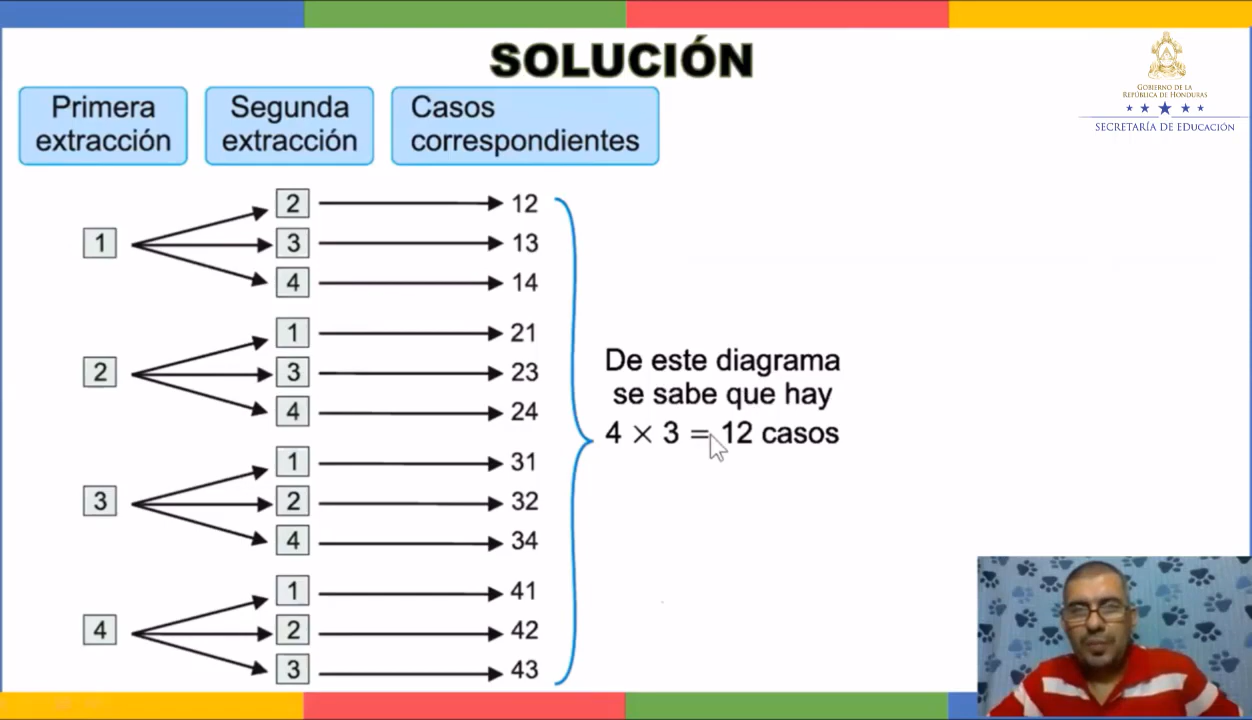 SOLUCIÓN
GOBIERNO DE LA
REPÚBLICA DE HONDURAS
SECRETARÍA DE EDUCACIÓN
Primera
extracción
Segunda
extracción
Casos
correspondientes
1
2
12
3
13
4
14
2
1
21
3
23
4
24
3
1
31
2
32
4
34
4
1
41
2
42
3
43
De este diagrama
se sabe que hay
4 × 3 = 12 casos